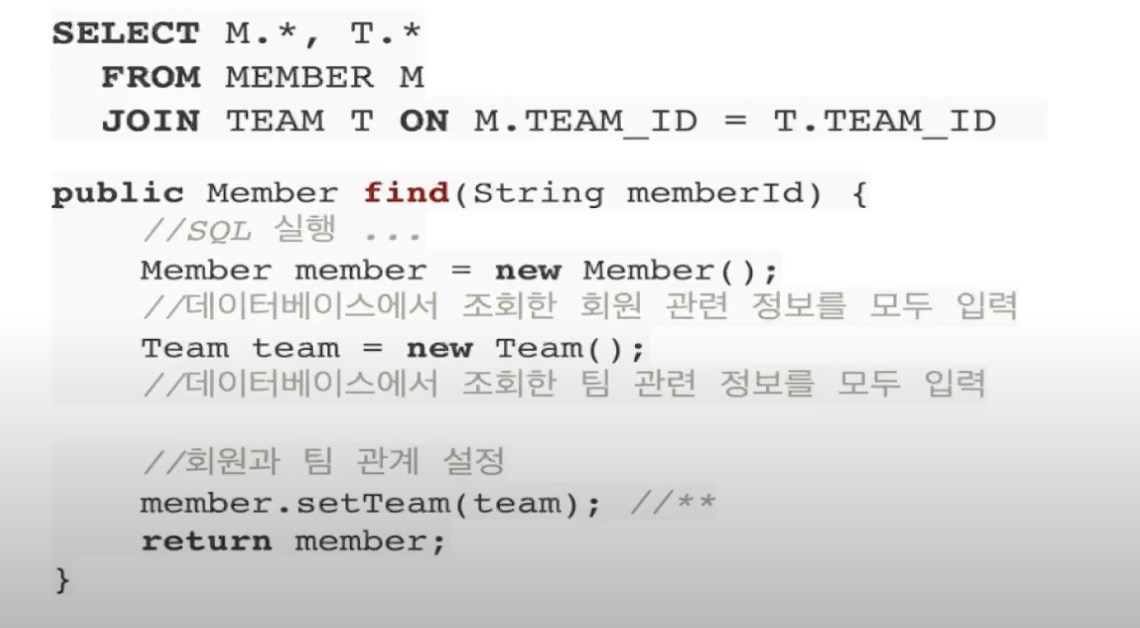 SELECT M.*, T.*
FROM MEMBER M
JOIN TEAM T ON M.TEAM_ID = T.TEAM_ID
public Member find(String memberId) {
//SQL 실행 ...
Member member = new Member();
//데이터베이스에서 조회한 회원 관련 정보를 모두 입력
Team team = new Team();
//데이터베이스에서 조회한 팀 관련 정보를 모두 입력
//회원과 팀 관계 설정
member.setTeam(team); //**
return member;
}